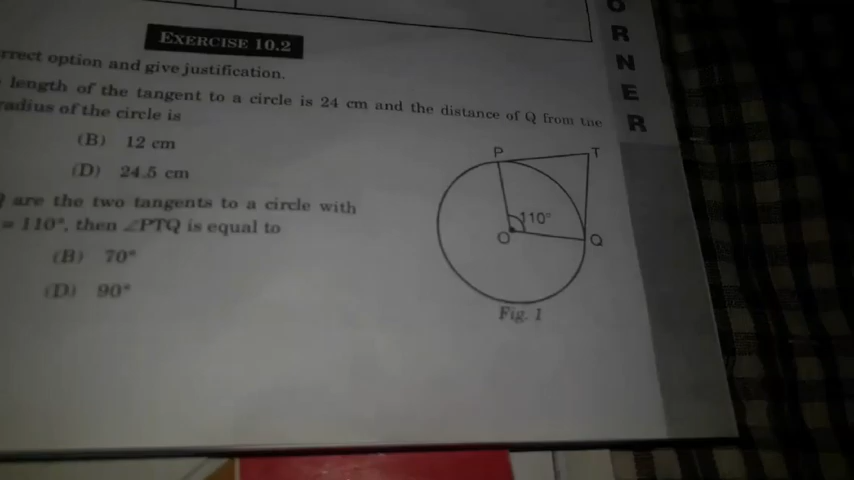 O
R
N
E
R
EXERCISE 10.2
rrect option and give justification.
length of the tangent to a circle is 24 cm and the distance of Q from the
radius of the circle is
(B) 12 cm
(D) 24.5 cm
are the two tangents to a circle with
= 110°, then ∠PTQ is equal to
(B) 70°
(D) 90°
P
T
110°
O
Q
Fig. 1